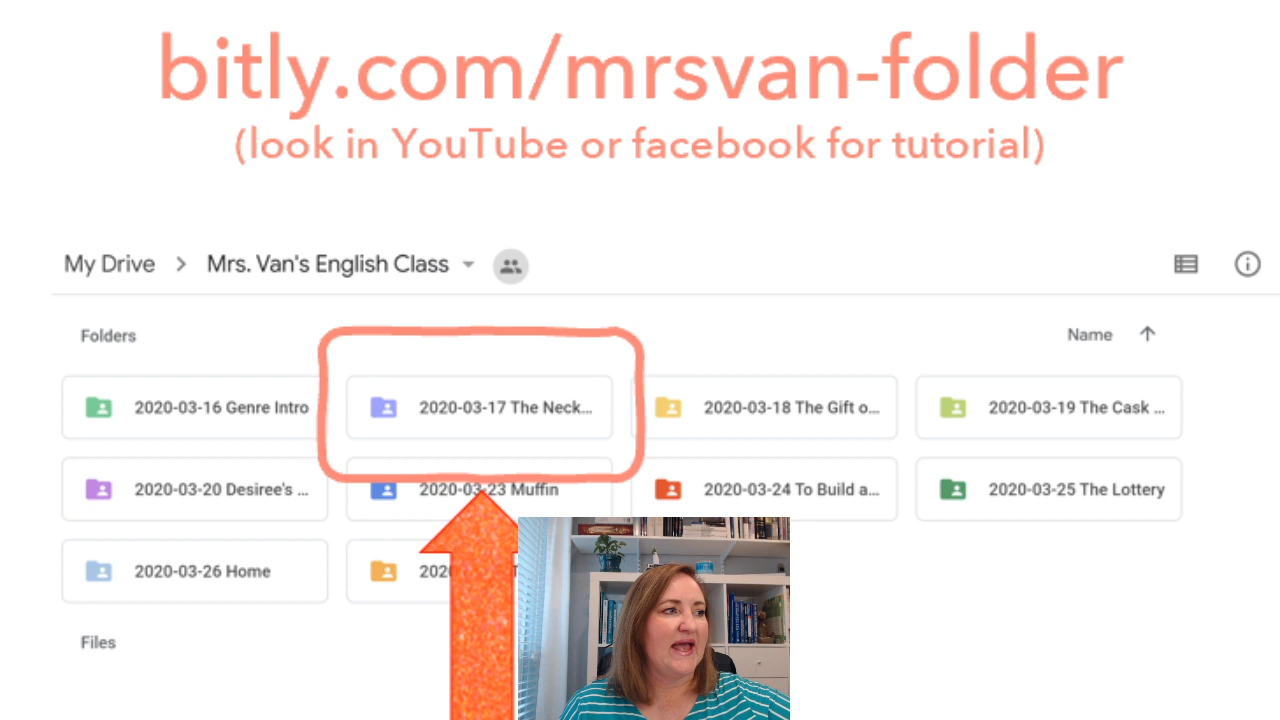 bitly.com/mrsvan-folder
(look in YouTube or facebook for tutorial)
My Drive > Mrs. Van's English Class
Folders Name
2020-03-16 Genre Intro 2020-03-17 The Neck... 2020-03-18 The Gift o... 2020-03-19 The Cask ...
2020-03-20 Desiree's ... 2020-03-23 Muffin 2020-03-24 To Build a... 2020-03-25 The Lottery
2020-03-26 Home
Files